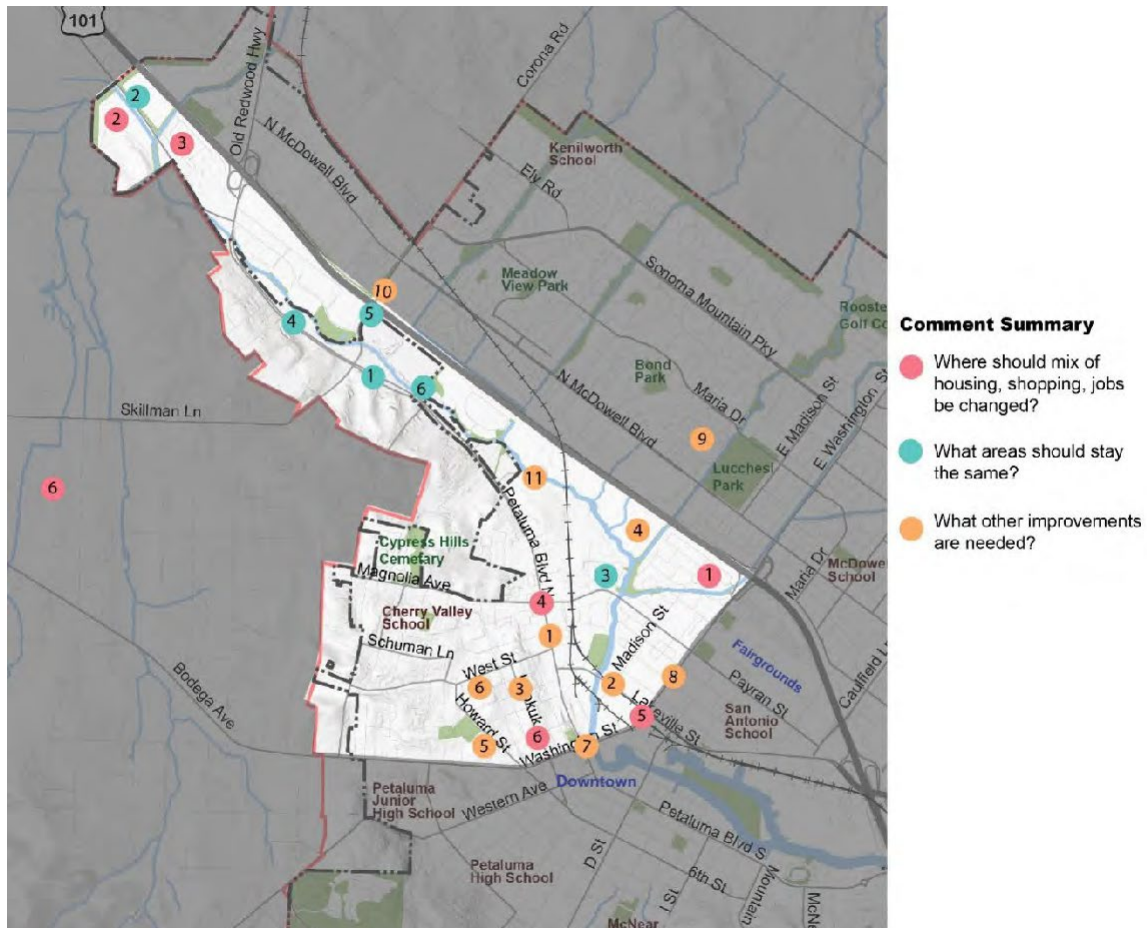 101
Old Redwood Hwy
N McDowell Blvd
Corona Rd
Kenilworth
School
Ely Rd
2
2
3
Meadow
View Park
Sonoma Mountain Pky
Rooste
Golf Co
10
5
4
1
6
Bond
Park
Maria Dr
N McDowell Blvd
E Madison St
E Washington St
9
Lucchesi
Park
Skillman Ln
6
11
Petaluma Blvd N
4
Cypress Hills
Cemetary
Magnolia Ave
3
1
Maria Dr
McDowel
School
4
Cherry Valley
School
1
Schuman Ln
West St
Madison St
Fairgrounds
Payran St
Caulfield L
6
3
2
8
Howard St
okuk
Lakeville St
5
San
Antonio
School
Bodega Ave
5
6
Washington St
7
Downtown
Petaluma
Junior
High School
Western Ave
Petaluma Blvd S
D St
Petaluma
High School
6th St
I St
Mountain
McNe
McNear
Comment Summary
Where should mix of
housing, shopping, jobs
be changed?
What areas should stay
the same?
What other improvements
are needed?